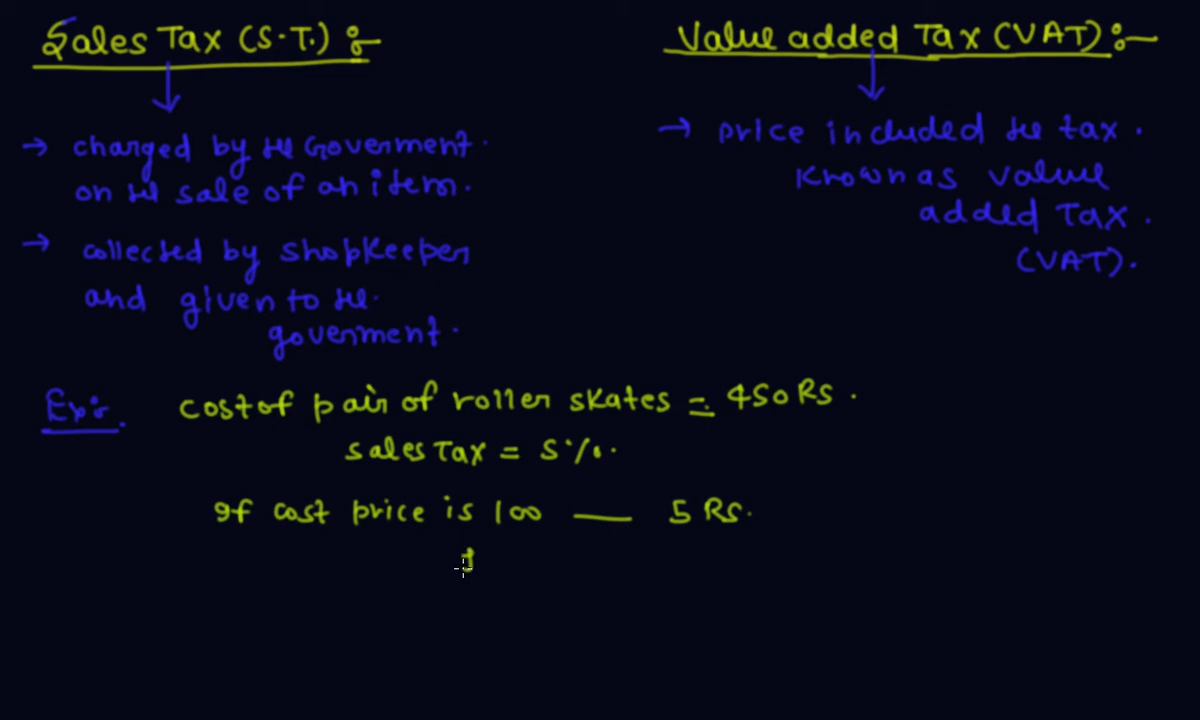 Sales Tax (S.T.) :-
→ charged by the Goverment.
on the sale of an item.
→ collected by shopkeeper
and given to the.
goverment.
Value added Tax (VAT) :-
→ price included the tax.
known as value
added Tax.
(VAT).
Ex:-
cost of pair of roller skates = 450 Rs.
sales Tax = 5%.
If cost price is 100 — 5 Rs.